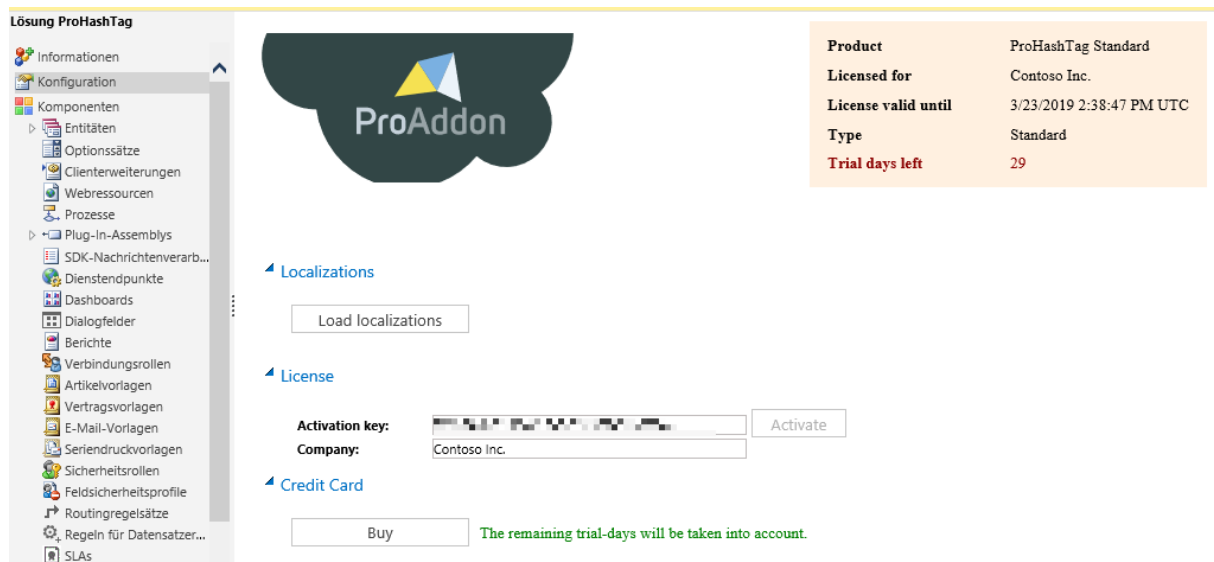 Lösung ProHashTag
Informationen
Konfiguration
Komponenten
Entitäten
Optionssätze
Clienterweiterungen
Webressourcen
Prozesse
Plug-In-Assemblys
SDK-Nachrichtenverarb...
Dienstendpunkte
Dashboards
Dialogfelder
Berichte
Verbindungsrollen
Artikelvorlagen
Vertragsvorlagen
E-Mail-Vorlagen
Seriendruckvorlagen
Sicherheitsrollen
Feldsicherheitsprofile
Routingregelsätze
Regeln für Datensatzer...
SLAs
ProAddon
Product ProHashTag Standard
Licensed for Contoso Inc.
License valid until 3/23/2019 2:38:47 PM UTC
Type Standard
Trial days left 29
Localizations
Load localizations
License
Activation key: Activate
Company: Contoso Inc.
Credit Card
Buy The remaining trial-days will be taken into account.